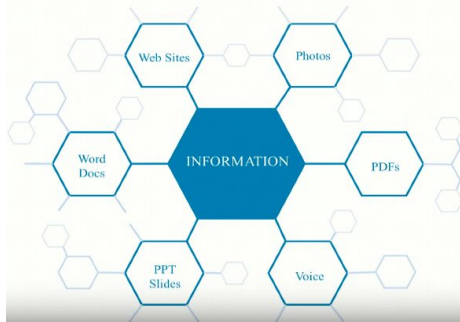 Web Sites
Photos
Word
Docs
INFORMATION
PDFs
PPT
Slides
Voice